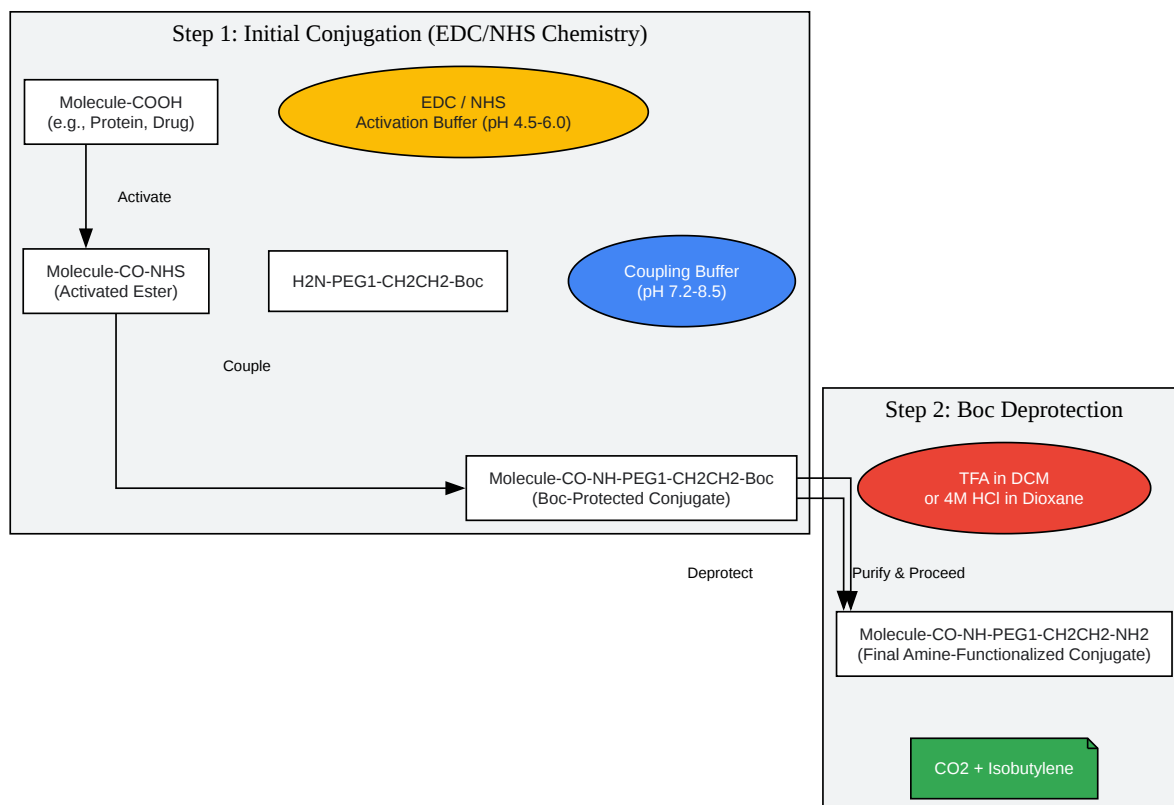 Step 1: Initial Conjugation (EDC/NHS Chemistry)
Molecule-COOH
(e.g., Protein, Drug)
EDC / NHS
Activation Buffer (pH 4.5-6.0)
Activate
Molecule-CO-NHS
(Activated Ester)
H2N-PEG1-CH2CH2-Boc
Coupling Buffer
(pH 7.2-8.5)
Couple
Molecule-CO-NH-PEG1-CH2CH2-Boc
(Boc-Protected Conjugate)
Step 2: Boc Deprotection
TFA in DCM
or 4M HCl in Dioxane
Deprotect
Purify & Proceed
Molecule-CO-NH-PEG1-CH2CH2-NH2
(Final Amine-Functionalized Conjugate)
CO2 + Isobutylene